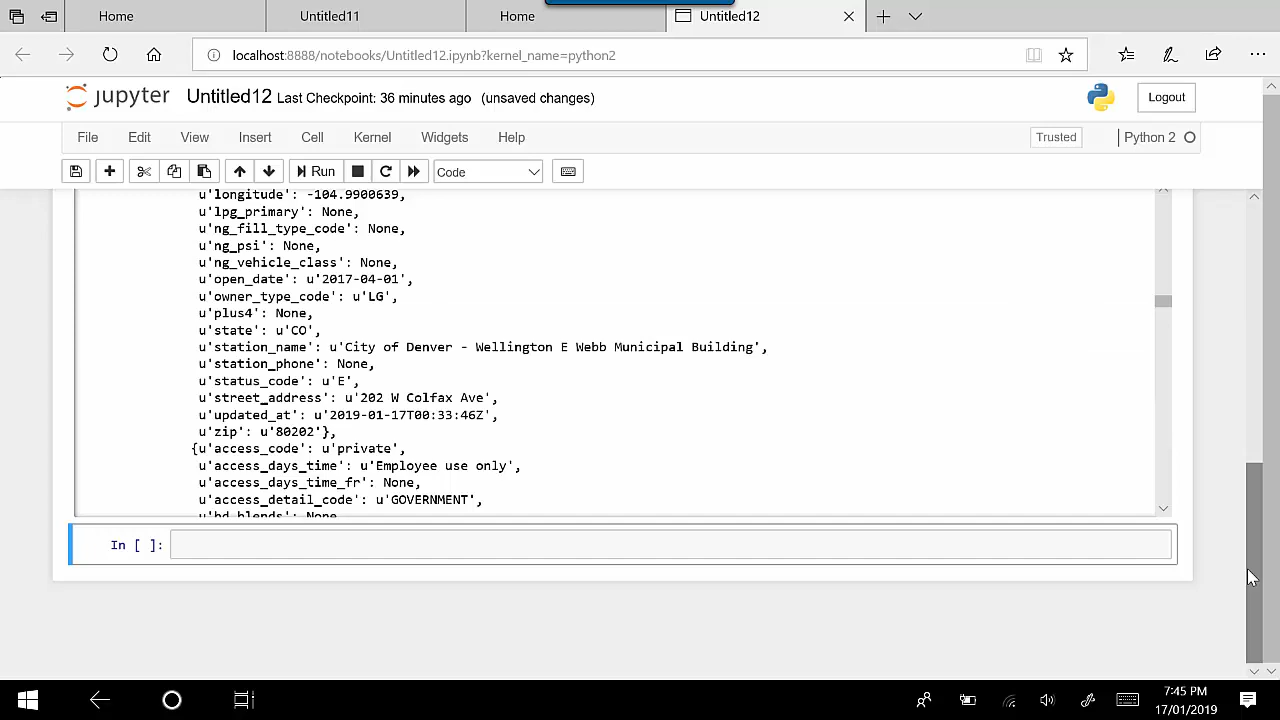 Home
Untitled11
Home
Untitled12
localhost:8888/notebooks/Untitled12.ipynb?kernel_name=python2
jupyter Untitled12 Last Checkpoint: 36 minutes ago (unsaved changes)
Logout
File Edit View Insert Cell Kernel Widgets Help
Trusted
Python 2
Run
Code
u'longitude': -104.9900639,
u'lpg_primary': None,
u'ng_fill_type_code': None,
u'ng_psi': None,
u'ng_vehicle_class': None,
u'open_date': u'2017-04-01',
u'owner_type_code': u'LG',
u'plus4': None,
u'state': u'CO',
u'station_name': u'City of Denver - Wellington E Webb Municipal Building',
u'station_phone': None,
u'status_code': u'E',
u'street_address': u'202 W Colfax Ave',
u'updated_at': u'2019-01-17T00:33:46Z',
u'zip': u'80202'},
{u'access_code': u'private',
u'access_days_time': u'Employee use only',
u'access_days_time_fr': None,
u'access_detail_code': u'GOVERNMENT',
u'bd_blends': None
In [ ]:
7:45 PM
17/01/2019